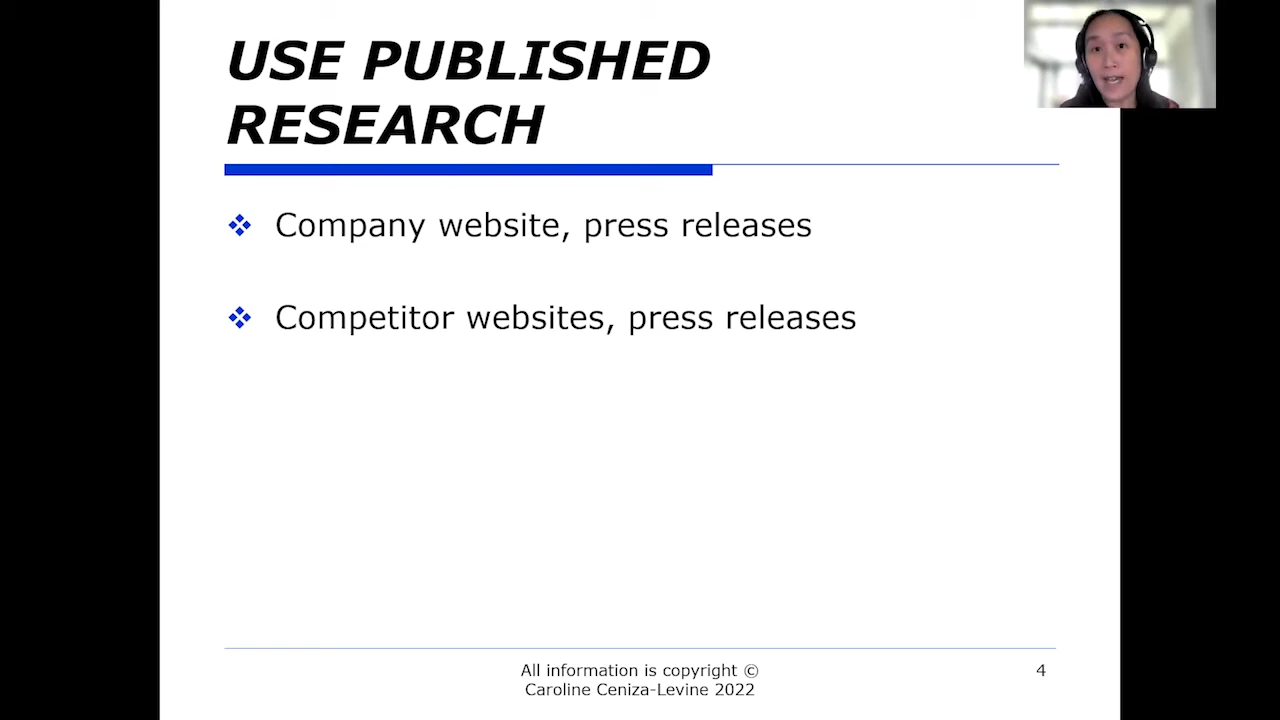 USE PUBLISHED
RESEARCH
Company website, press releases
Competitor websites, press releases
All information is copyright ©
Caroline Ceniza-Levine 2022
4